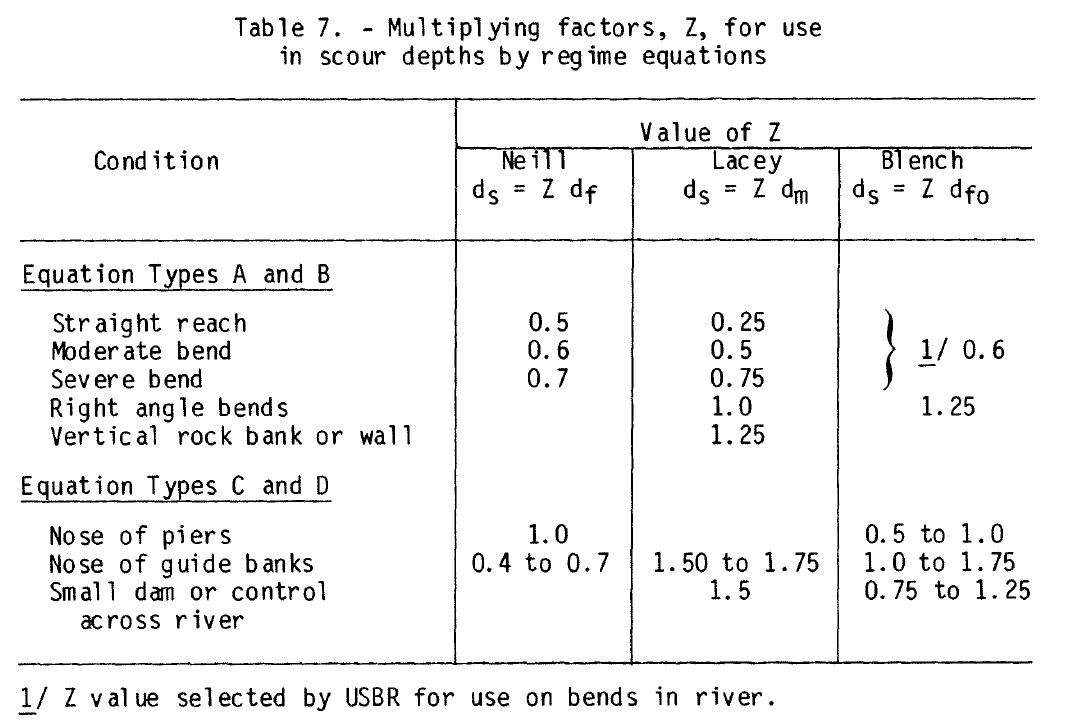 Table 7. - Multiplying factors, Z, for use
in scour depths by regime equations
Value of Z
Condition Neill Lacey Blench
ds = Z df ds = Z dm ds = Z dfo
Equation Types A and B
Straight reach 0.5 0.25
Moderate bend 0.6 0.5 } 1/ 0.6
Severe bend 0.7 0.75
Right angle bends 1.0 1.25
Vertical rock bank or wall 1.25
Equation Types C and D
Nose of piers 1.0 0.5 to 1.0
Nose of guide banks 0.4 to 0.7 1.50 to 1.75 1.0 to 1.75
Small dam or control 1.5 0.75 to 1.25
across river
1/ Z value selected by USBR for use on bends in river.